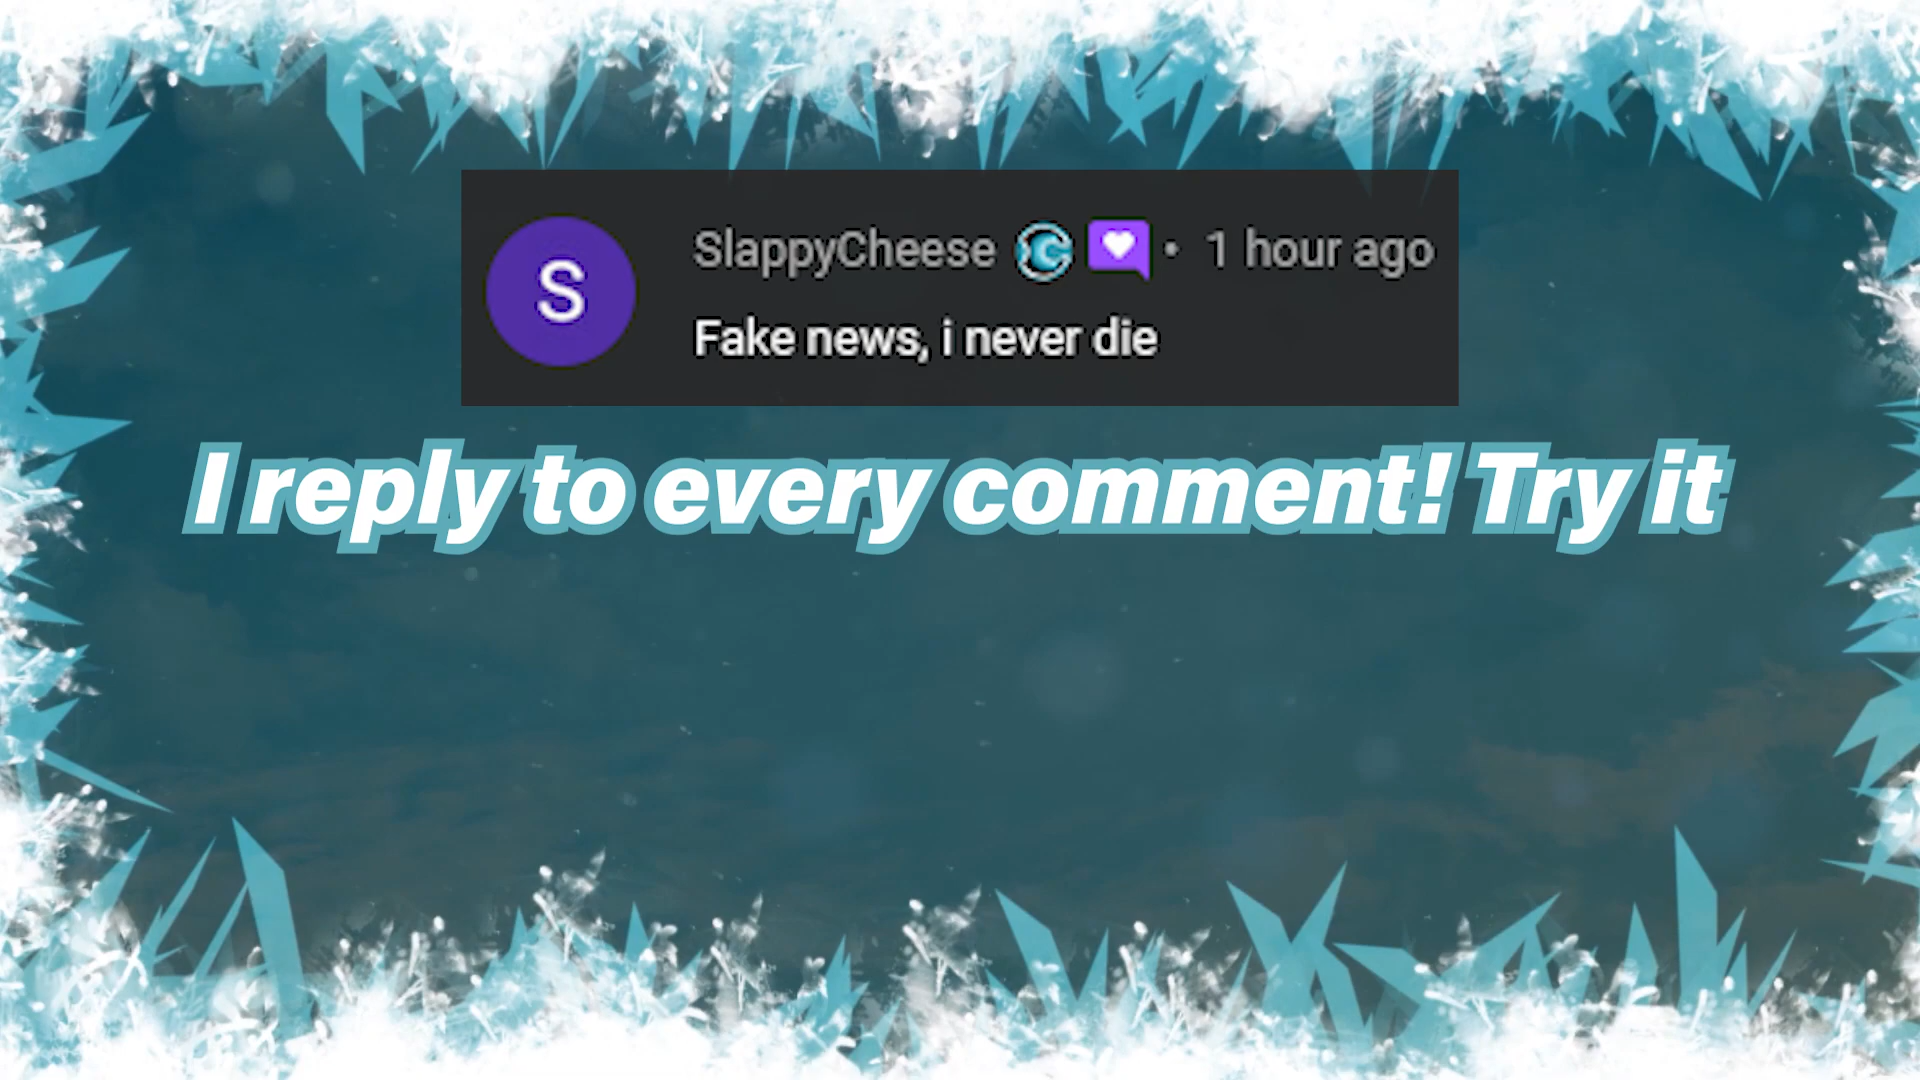 S
SlappyCheese • 1 hour ago
Fake news, i never die
I reply to every comment! Try it